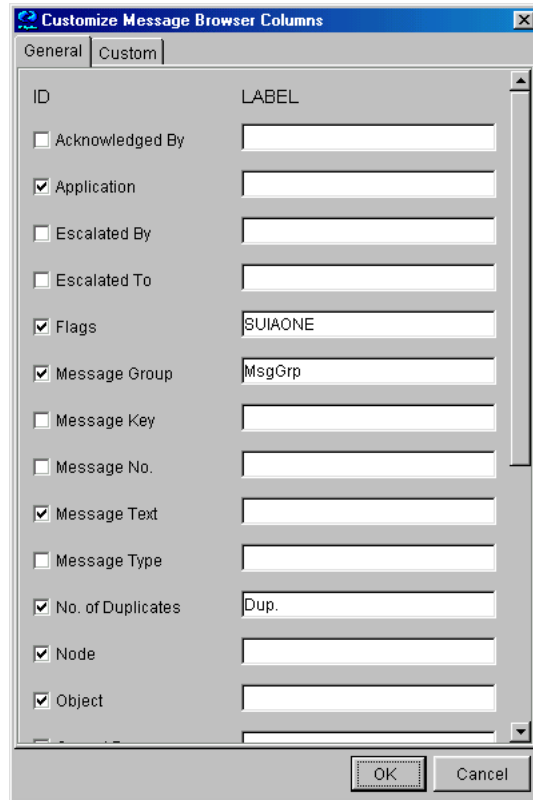 Customize Message Browser Columns
General Custom
ID LABEL
Acknowledged By
Application
Escalated By
Escalated To
Flags SUIAONE
Message Group MsgGrp
Message Key
Message No.
Message Text
Message Type
No. of Duplicates Dup.
Node
Object
OK Cancel